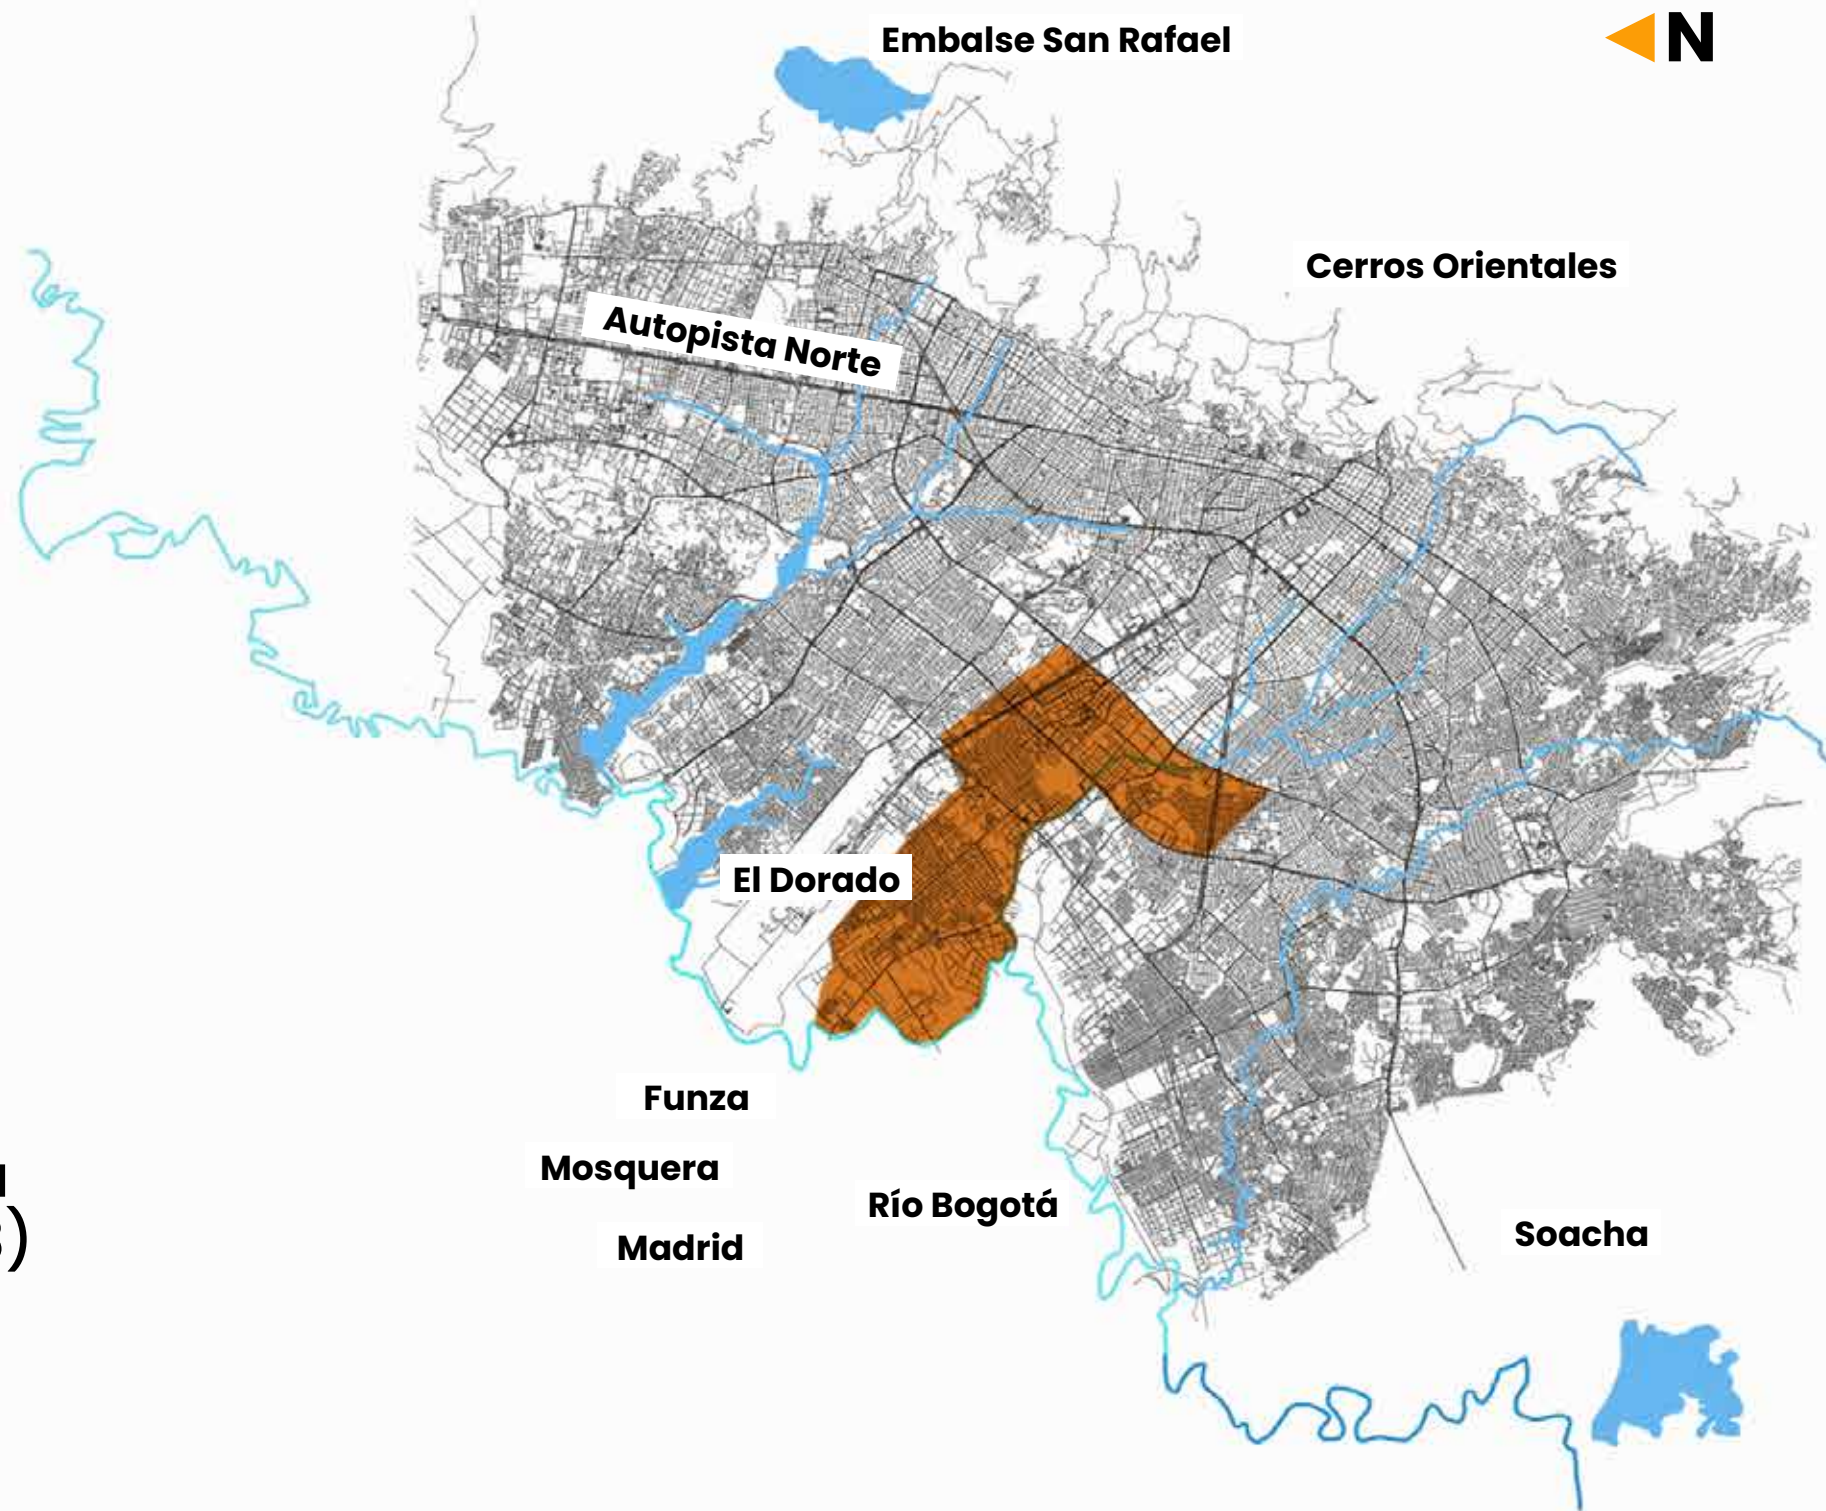 Embalse San Rafael
N
Cerros Orientales
Autopista Norte
El Dorado
Funza
Mosquera
Río Bogotá
Madrid
Soacha
)